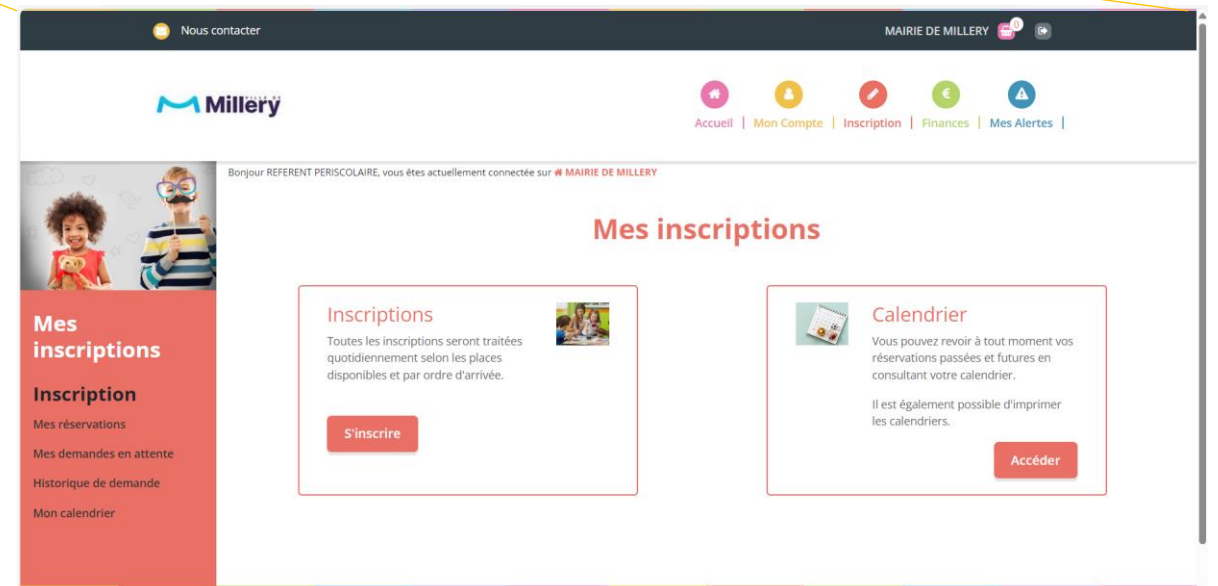 Nous contacter
MAIRIE DE MILLERY
0
VILLE DE
Millery
Accueil | Mon Compte | Inscription | Finances | Mes Alertes |
Bonjour REFERENT PERISCOLAIRE, vous êtes actuellement connectée sur MAIRIE DE MILLERY
Mes inscriptions
Mes
inscriptions
Inscription
Mes réservations
Mes demandes en attente
Historique de demande
Mon calendrier
Inscriptions
Toutes les inscriptions seront traitées
quotidiennement selon les places
disponibles et par ordre d'arrivée.
S'inscrire
Calendrier
Vous pouvez revoir à tout moment vos
réservations passées et futures en
consultant votre calendrier.
Il est également possible d'imprimer
les calendriers.
Accéder